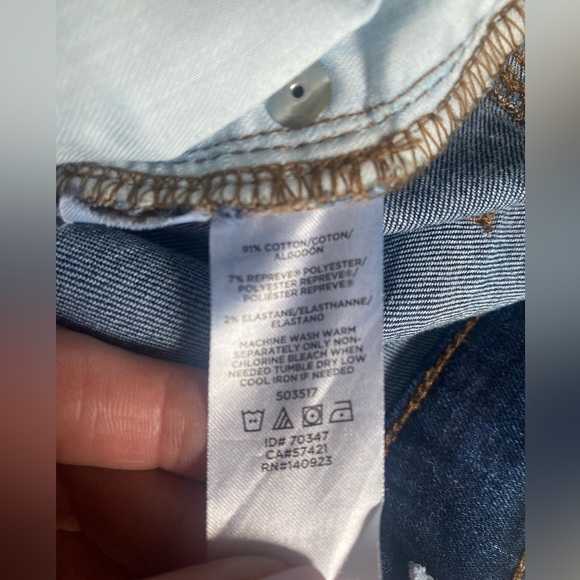 91% COTTON/COTON/
ALGODÓN
7% REPREVE® POLYESTER/
POLYESTER REPREVE®/
POLIESTER REPREVE®
2% ELASTANE/ELASTHANNE/
ELASTANO
MACHINE WASH WARM
SEPARATELY ONLY NON-
CHLORINE BLEACH WHEN
NEEDED TUMBLE DRY LOW
COOL IRON IF NEEDED
503517
ID# 70347
CA#57421
RN#140923